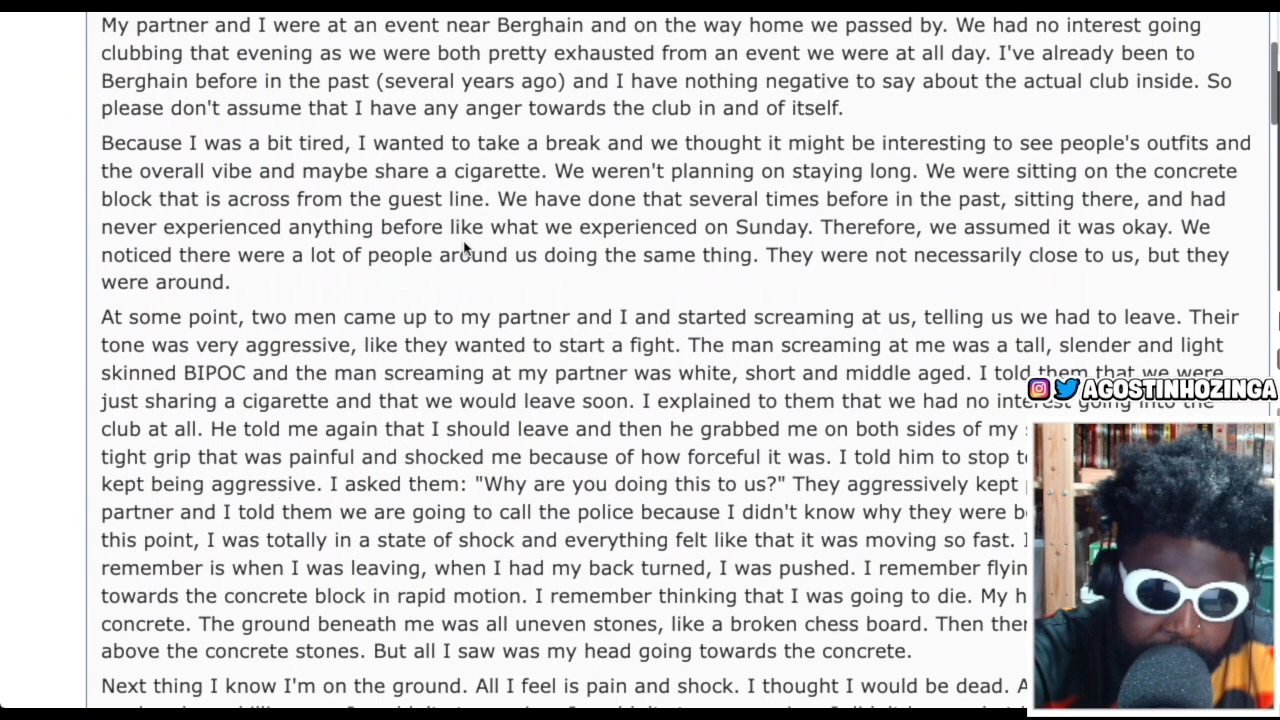 My partner and I were at an event near Berghain and on the way home we passed by. We had no interest going
clubbing that evening as we were both pretty exhausted from an event we were at all day. I've already been to
Berghain before in the past (several years ago) and I have nothing negative to say about the actual club inside. So
please don't assume that I have any anger towards the club in and of itself.
Because I was a bit tired, I wanted to take a break and we thought it might be interesting to see people's outfits and
the overall vibe and maybe share a cigarette. We weren't planning on staying long. We were sitting on the concrete
block that is across from the guest line. We have done that several times before in the past, sitting there, and had
never experienced anything before like what we experienced on Sunday. Therefore, we assumed it was okay. We
noticed there were a lot of people around us doing the same thing. They were not necessarily close to us, but they
were around.
At some point, two men came up to my partner and I and started screaming at us, telling us we had to leave. Their
tone was very aggressive, like they wanted to start a fight. The man screaming at me was a tall, slender and light
skinned BIPOC and the man screaming at my partner was white, short and middle aged. I told them that we were
just sharing a cigarette and that we would leave soon. I explained to them that we had no interest going into the
AGOSTINHOZINGA
club at all. He told me again that I should leave and then he grabbed me on both sides of my
tight grip that was painful and shocked me because of how forceful it was. I told him to stop
kept being aggressive. I asked them: "Why are you doing this to us?" They aggressively kept
partner and I told them we are going to call the police because I didn't know why they were
this point, I was totally in a state of shock and everything felt like that it was moving so fast.
remember is when I was leaving, when I had my back turned, I was pushed. I remember
towards the concrete block in rapid motion. I remember thinking that I was going to die. My
concrete. The ground beneath me was all uneven stones, like a broken chess board. Then
above the concrete stones. But all I saw was my head going towards the concrete.
Next thing I know I'm on the ground. All I feel is pain and shock. I thought I would be dead.